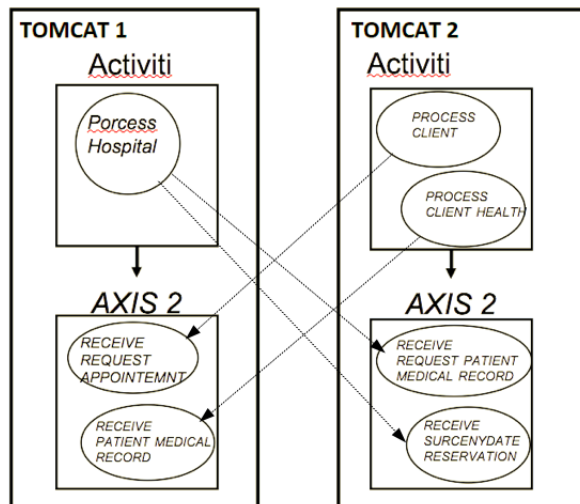 TOMCAT 1
Activiti
Porcess
Hospital
AXIS 2
RECEIVE
REQUEST
APPOINTEMNT
RECEIVE
PATIENT MEDICAL
RECORD
TOMCAT 2
Activiti
PROCESS
CLIENT
PROCESS
CLIENT HEALTH
AXIS 2
RECEIVE
REQUEST PATIENT
MEDICAL RECORD
RECEIVE
SURCENYDATE
RESERVATION